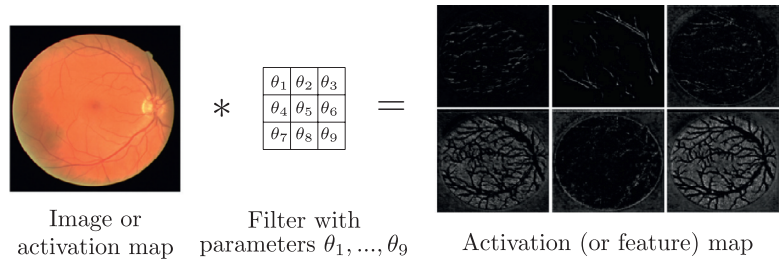 *
θ1 θ2 θ3
θ4 θ5 θ6
θ7 θ8 θ9
=
Image or
activation map
Filter with
parameters θ1, ..., θ9
Activation (or feature) map